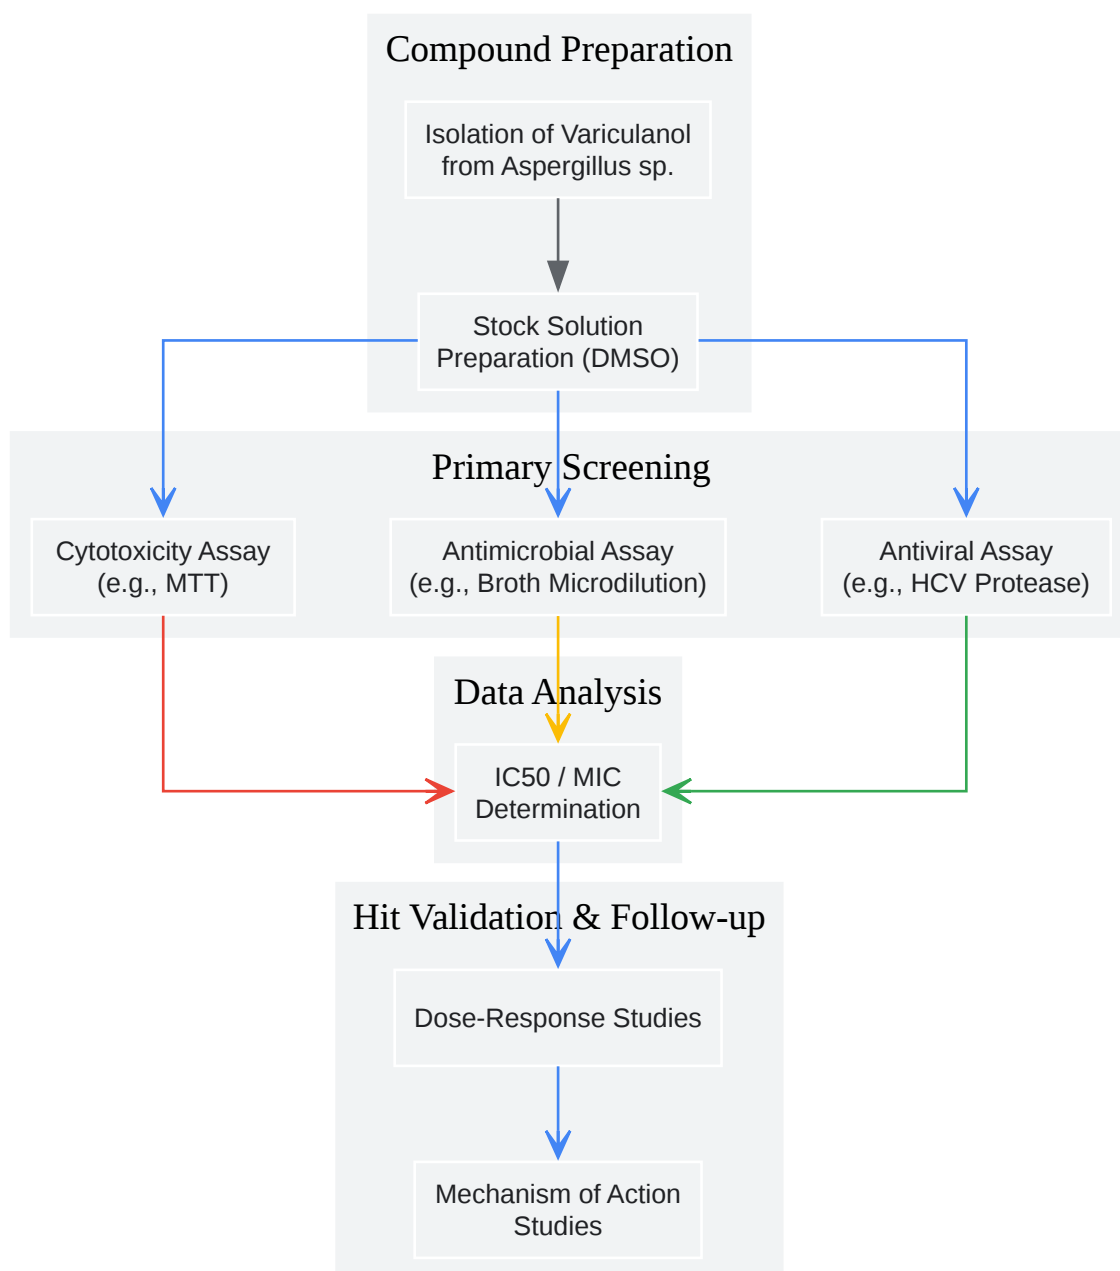 Compound Preparation
Isolation of Variculanol
from Aspergillus sp.
Stock Solution
Preparation (DMSO)
Primary Screening
Cytotoxicity Assay
(e.g., MTT)
Antimicrobial Assay
(e.g., Broth Microdilution)
Antiviral Assay
(e.g., HCV Protease)
Data Analysis
IC50 / MIC
Determination
Hit Validation & Follow-up
Dose-Response Studies
Mechanism of Action
Studies